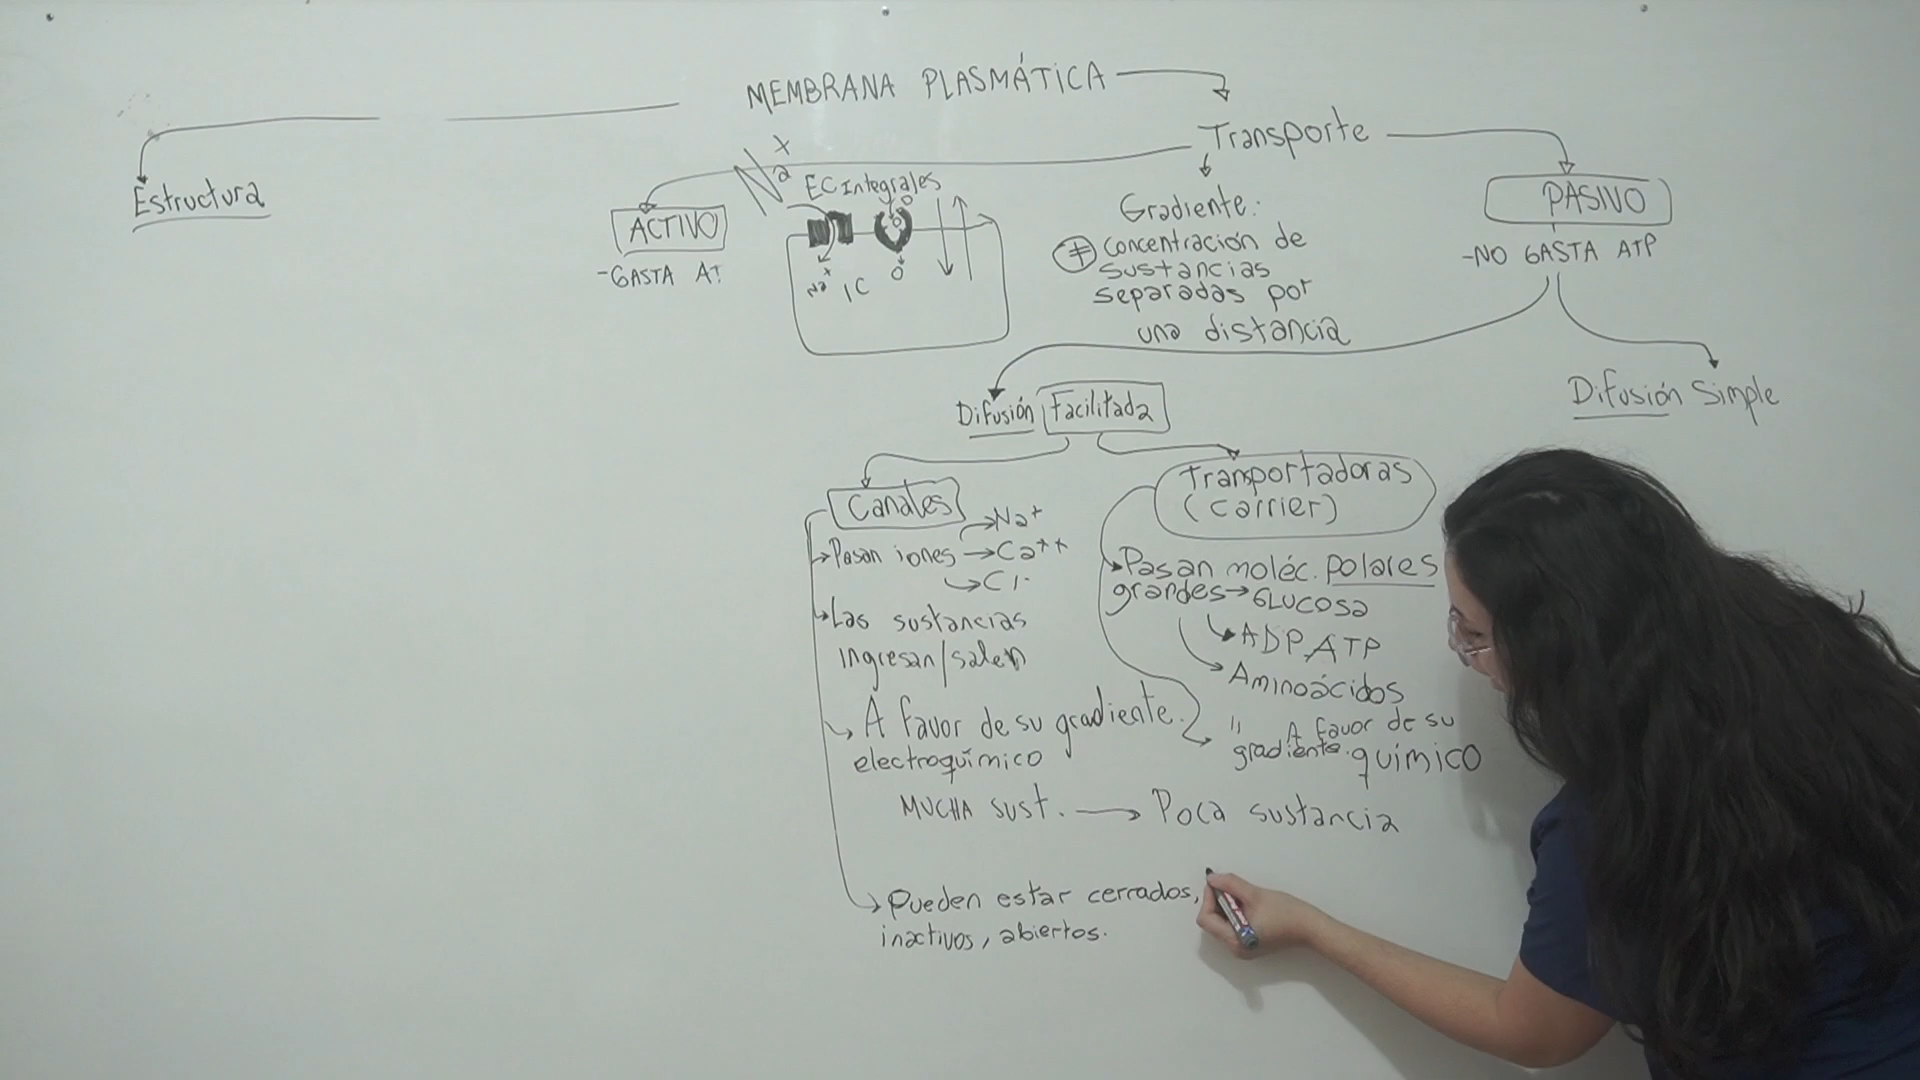 MEMBRANA PLASMÁTICA
Transporte
Estructura
ACTIVO
-GASTA AT
Na+
EC Integrales
Na+ IC
Gradiente:
≠ concentración de
sustancias
separadas por
una distancia
PASIVO
-NO GASTA ATP
Difusión Facilitada
Difusión Simple
Canales
→Pasan iones →Na+
→Ca++
→Cl-
→Las sustancias
ingresan/salen
→ A favor de su gradiente
electroquímico
Transportadoras
(carrier)
→Pasan moléc. polares
grandes→GLUCOSa
→ADP, ATP
→Aminoácidos
→ " A favor de su
gradiente químico
MUCHA SUST. → Poca sustancia
→ Pueden estar cerrados,
inactivos, abiertos.